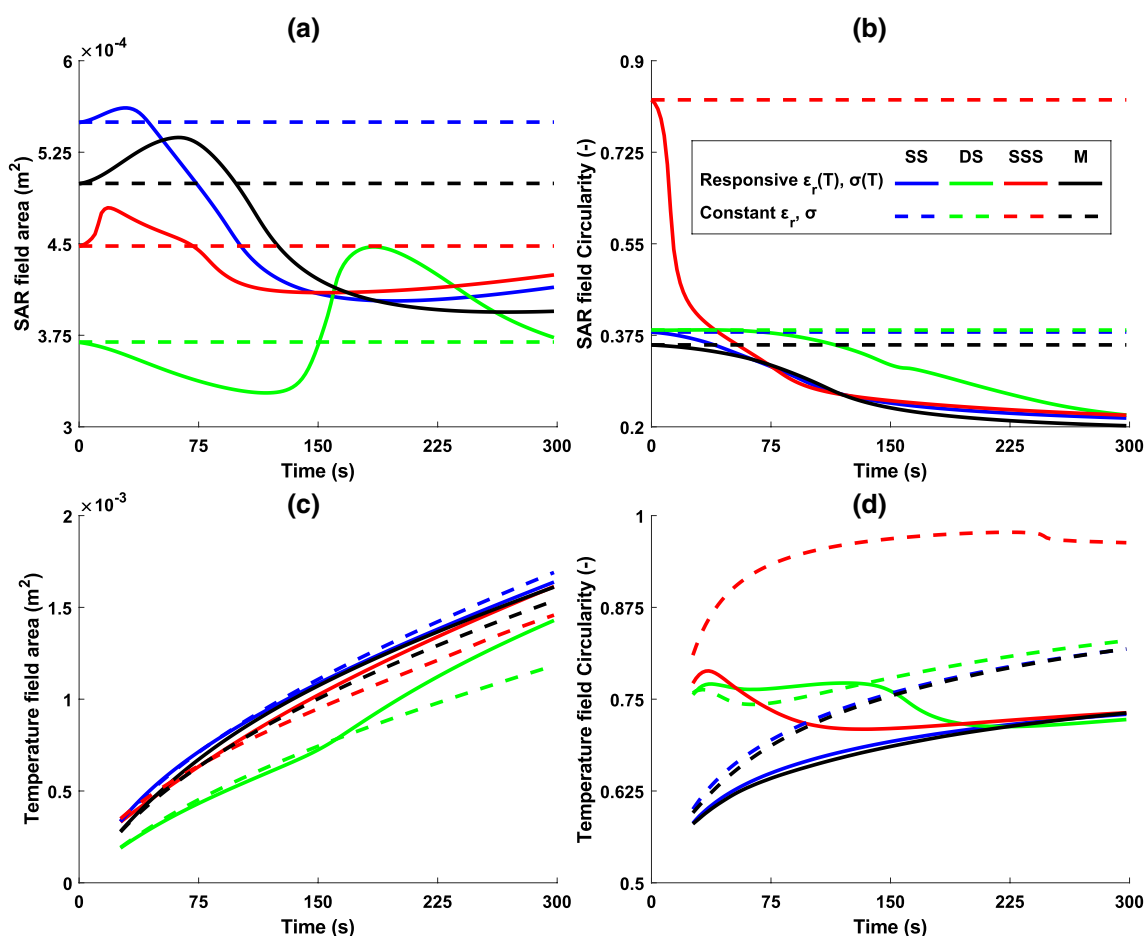 (a)
×10⁻⁴
6
5.25
4.5
3.75
3
SAR field area (m²)
0 75 150 225 300
Time (s)
(b)
0.9
0.725
0.55
0.375
0.2
SAR field Circularity (-)
SS DS SSS M
Responsive εᵣ(T), σ(T)
Constant εᵣ, σ
0 75 150 225 300
Time (s)
(c)
×10⁻³
2
1.5
1
0.5
0
Temperature field area (m²)
0 75 150 225 300
Time (s)
(d)
1
0.875
0.75
0.625
0.5
Temperature field Circularity (-)
0 75 150 225 300
Time (s)